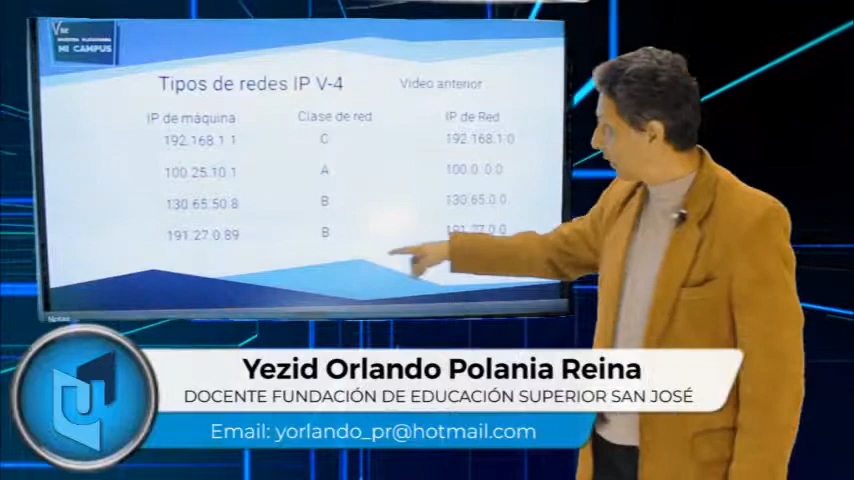 MI CAMPUS
Tipos de redes IP V-4
Video anterior
IP de máquina Clase de red IP de Red
192.168.1.1 C 192.168.1.0
100.25.10.1 A 100.0.0.0
130.65.50.8 B 130.65.0.0
191.27.0.89 B 191.27.0.0
Notas
Yezid Orlando Polania Reina
DOCENTE FUNDACIÓN DE EDUCACIÓN SUPERIOR SAN JOSÉ
Email: yorlando_pr@hotmail.com